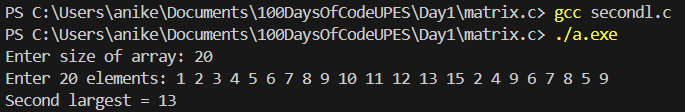 PS C:\Users\anike\Documents\100DaysOfCodeUPES\Day1\matrix.c> gcc secondl.c
PS C:\Users\anike\Documents\100DaysOfCodeUPES\Day1\matrix.c> ./a.exe
Enter size of array: 20
Enter 20 elements: 1 2 3 4 5 6 7 8 9 10 11 12 13 15 2 4 9 6 7 8 5 9
Second largest = 13